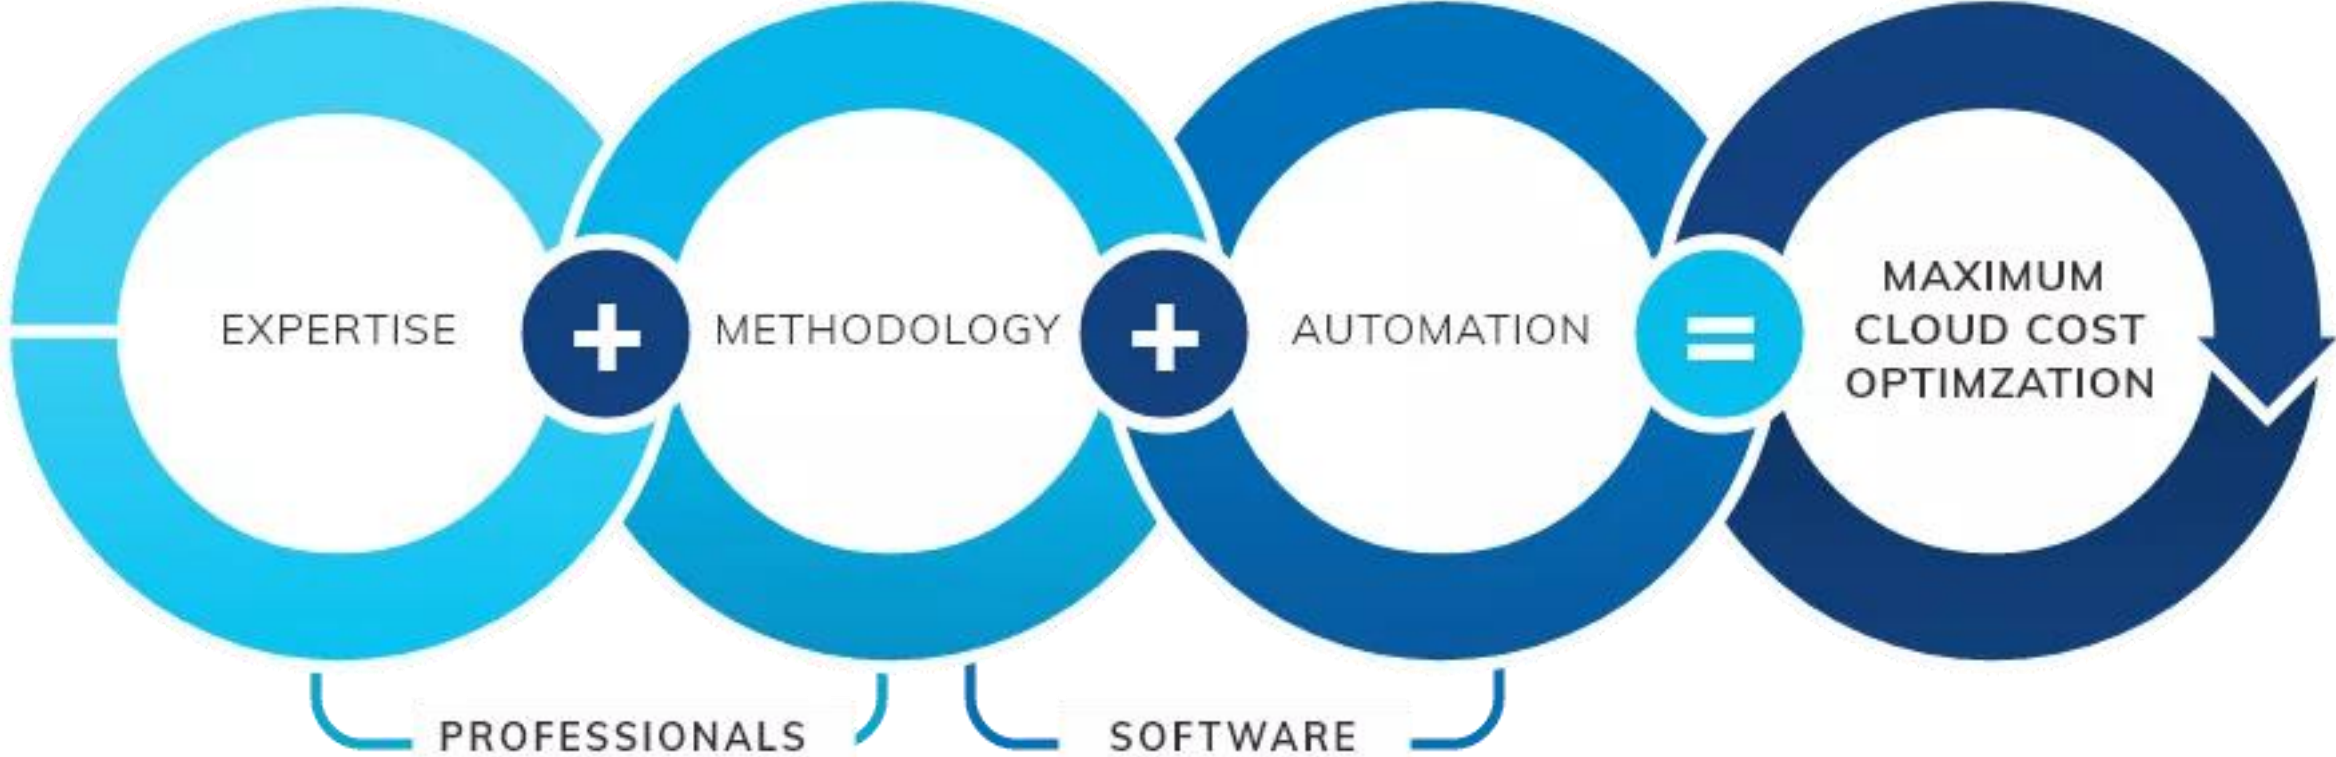 EXPERTISE
+
METHODOLOGY
+
AUTOMATION
=
MAXIMUM
CLOUD COST
OPTIMZATION
PROFESSIONALS
SOFTWARE